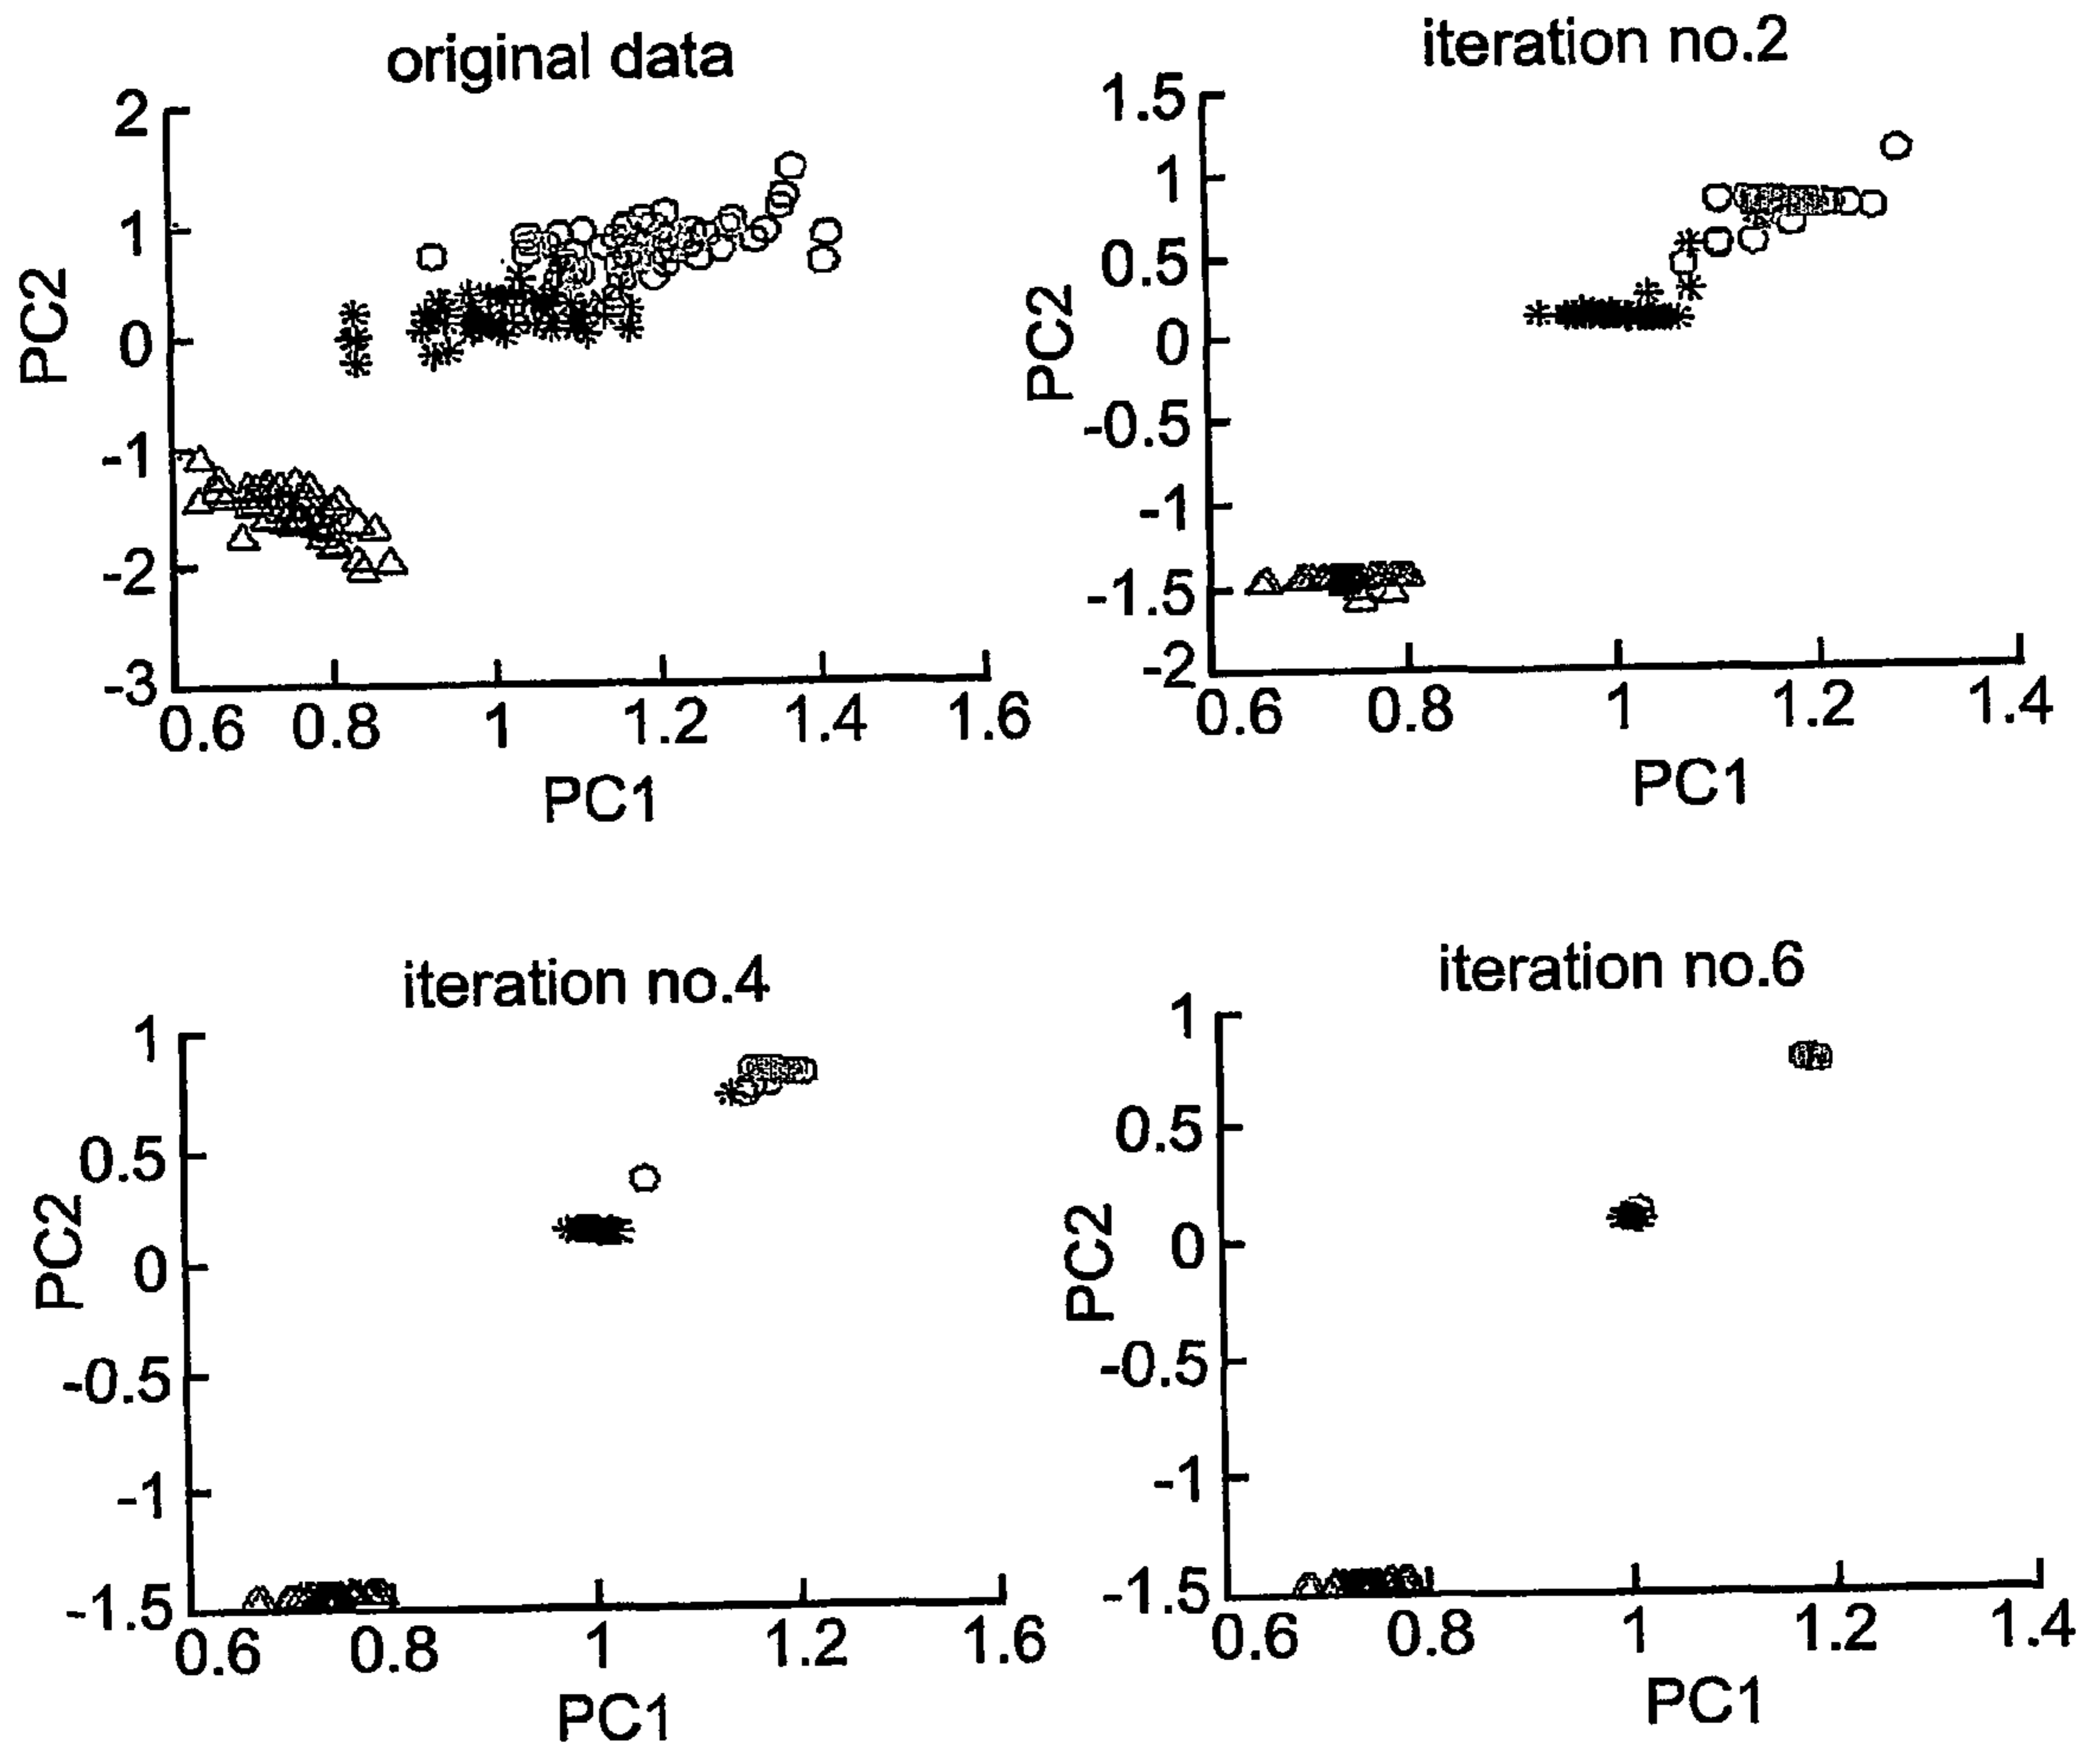 original data
2
1
0
-1
-2
-3
PC2
0.6 0.8 1 1.2 1.4 1.6
PC1
iteration no.2
1.5
1
0.5
0
-0.5
-1
-1.5
-2
PC2
0.6 0.8 1 1.2 1.4
PC1
iteration no.4
1
0.5
0
-0.5
-1
-1.5
PC2
0.6 0.8 1 1.2 1.6
PC1
iteration no.6
1
0.5
0
-0.5
-1
-1.5
PC2
0.6 0.8 1 1.2 1.4
PC1